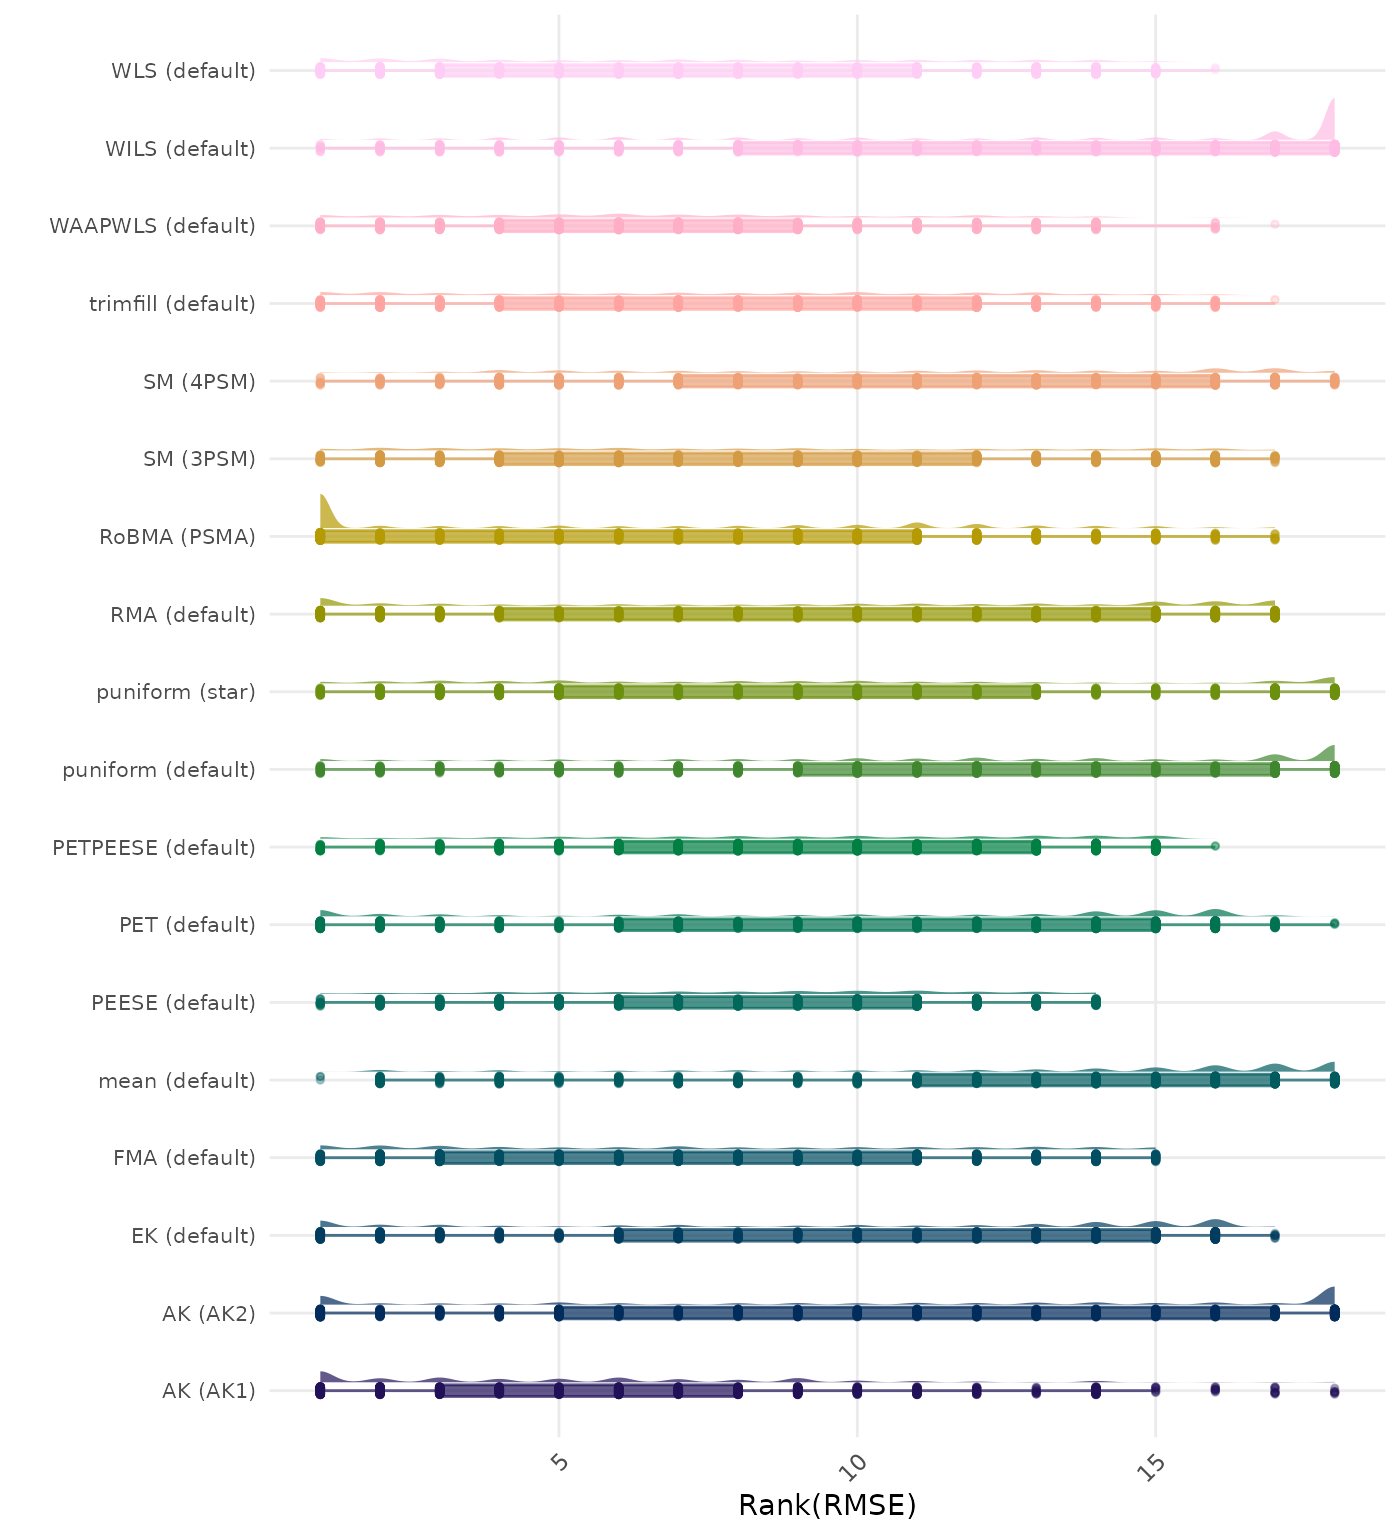 WLS (default)
WILS (default)
WAAPWLS (default)
trimfill (default)
SM (4PSM)
SM (3PSM)
RoBMA (PSMA)
RMA (default)
puniform (star)
puniform (default)
PETPEESE (default)
PET (default)
PEESE (default)
mean (default)
FMA (default)
EK (default)
AK (AK2)
AK (AK1)
5
10
15
Rank(RMSE)